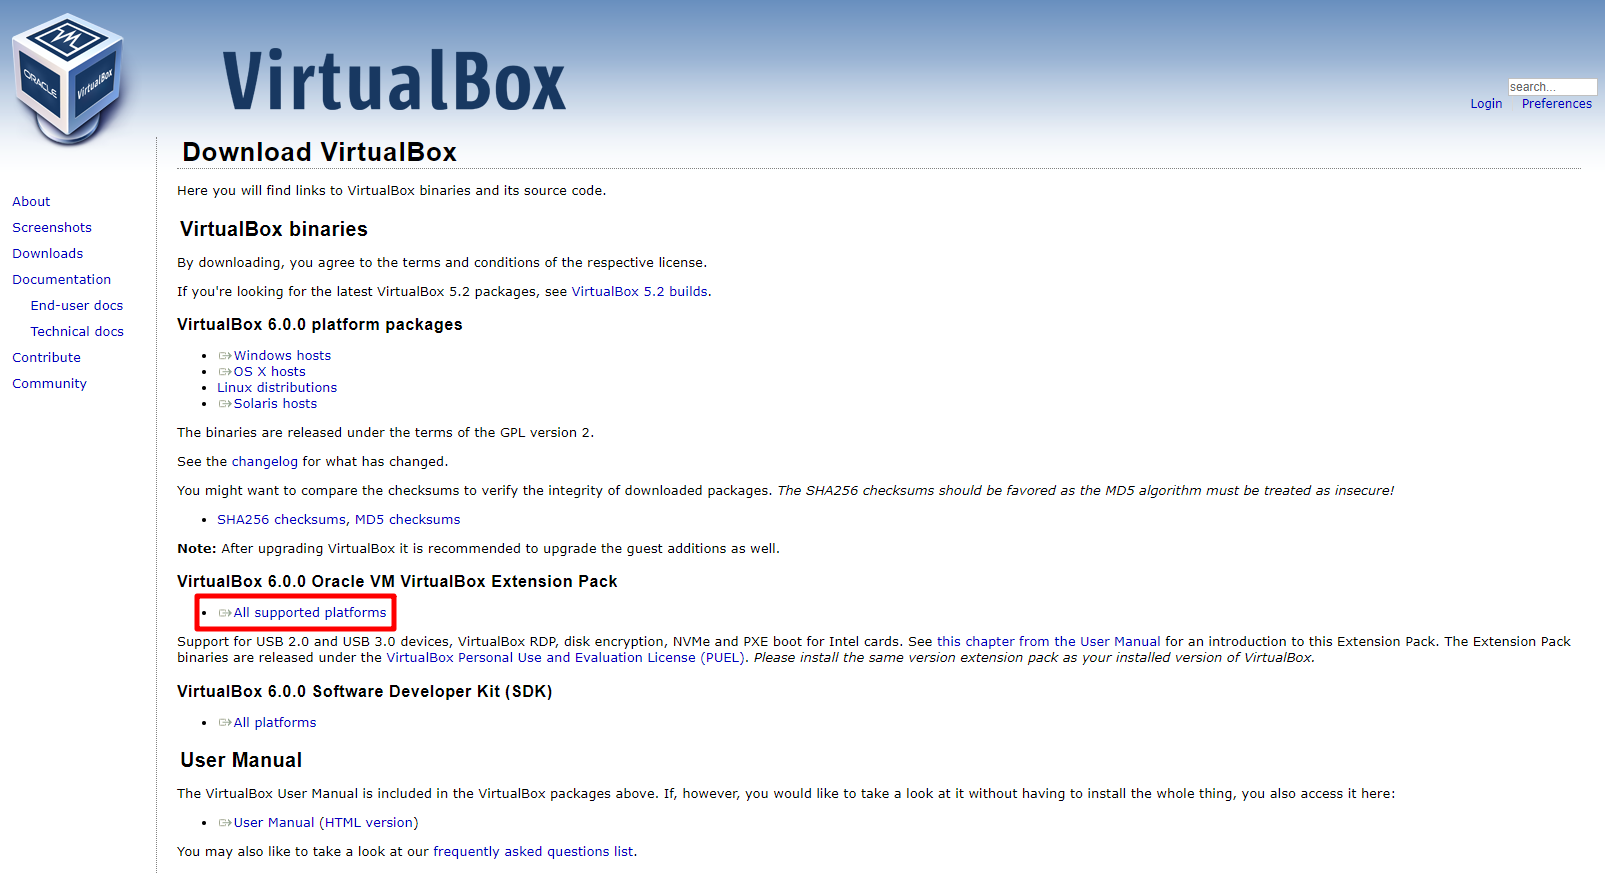 ORACLE
VirtualBox
VirtualBox
search...
Login Preferences
Download VirtualBox
Here you will find links to VirtualBox binaries and its source code.
About
Screenshots
Downloads
Documentation
End-user docs
Technical docs
Contribute
Community
VirtualBox binaries
By downloading, you agree to the terms and conditions of the respective license.
If you're looking for the latest VirtualBox 5.2 packages, see VirtualBox 5.2 builds.
VirtualBox 6.0.0 platform packages
• Windows hosts
• OS X hosts
• Linux distributions
• Solaris hosts
The binaries are released under the terms of the GPL version 2.
See the changelog for what has changed.
You might want to compare the checksums to verify the integrity of downloaded packages. The SHA256 checksums should be favored as the MD5 algorithm must be treated as insecure!
• SHA256 checksums, MD5 checksums
Note: After upgrading VirtualBox it is recommended to upgrade the guest additions as well.
VirtualBox 6.0.0 Oracle VM VirtualBox Extension Pack
• All supported platforms
Support for USB 2.0 and USB 3.0 devices, VirtualBox RDP, disk encryption, NVMe and PXE boot for Intel cards. See this chapter from the User Manual for an introduction to this Extension Pack. The Extension Pack
binaries are released under the VirtualBox Personal Use and Evaluation License (PUEL). Please install the same version extension pack as your installed version of VirtualBox.
VirtualBox 6.0.0 Software Developer Kit (SDK)
• All platforms
User Manual
The VirtualBox User Manual is included in the VirtualBox packages above. If, however, you would like to take a look at it without having to install the whole thing, you also access it here:
• User Manual (HTML version)
You may also like to take a look at our frequently asked questions list.